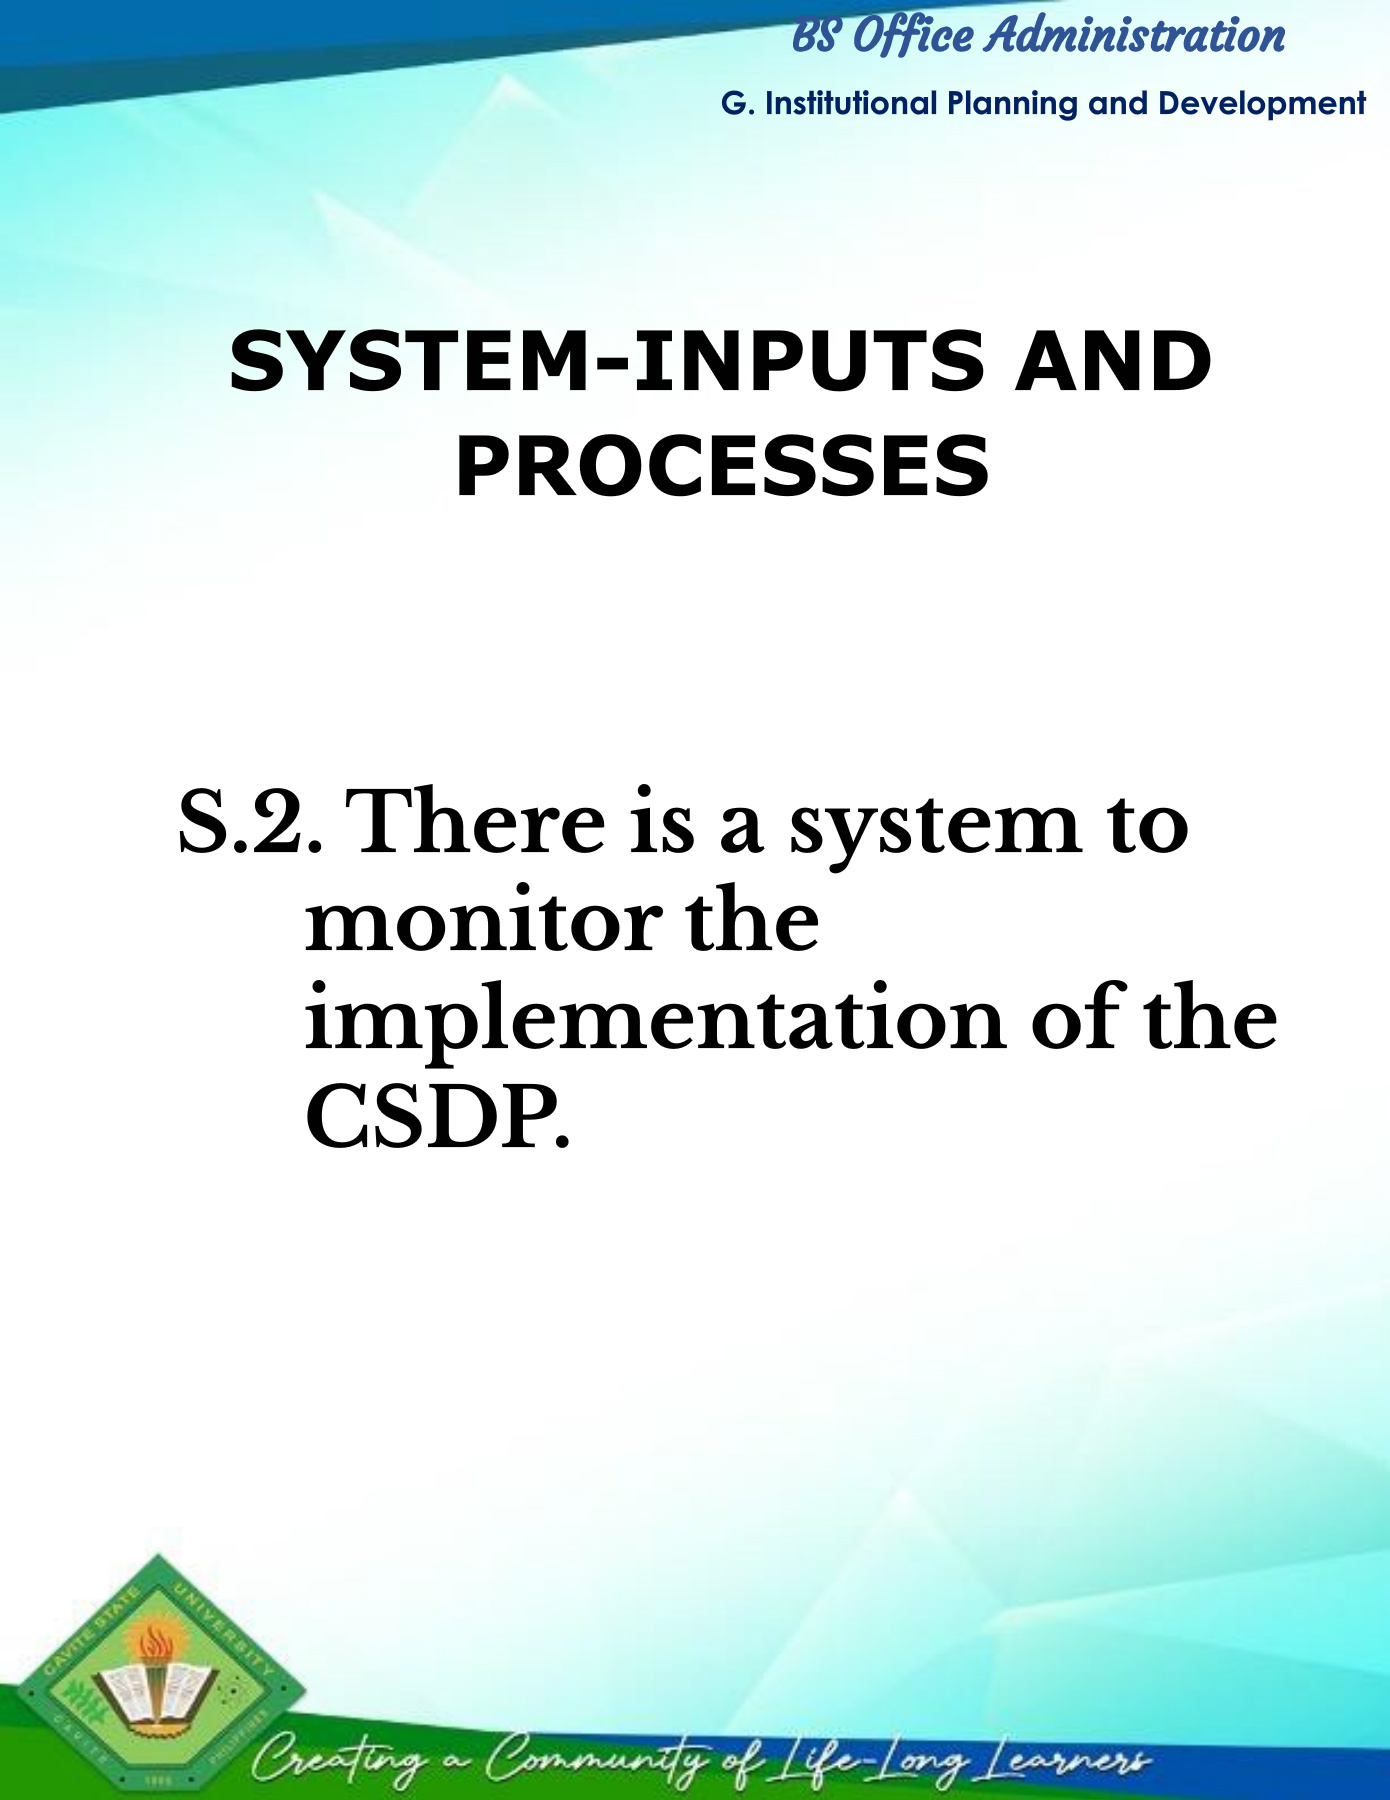 BS Office Administration
G. Institutional Planning and Development
SYSTEM-INPUTS AND
PROCESSES
S.2. There is a system to
monitor the
implementation of the
CSDP.
CAVITE STATE UNIVERSITY
CAVITE PHILIPPINES
1906
Creating a Community of Life-Long Learners